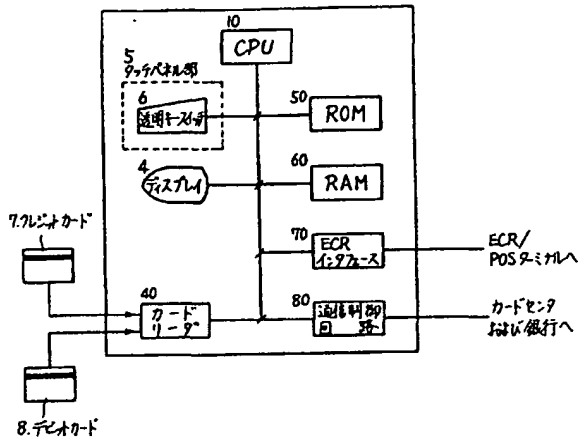 10
CPU
5
タッチパネル部
6
透明キースイッチ
50
ROM
4
ディスプレイ
60
RAM
7.クレジットカード
70
ECR
インタフェース
ECR/
POSターミナルへ
40
カード
リーダ
80
通信制御
回路
カードセンタ
および銀行へ
8.デビットカード